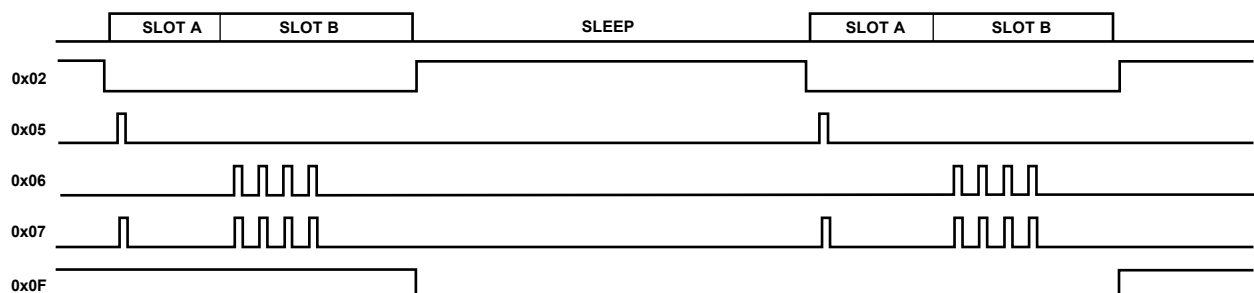 SLOT A SLOT B SLEEP SLOT A SLOT B
0x02
0x05
0x06
0x07
0x0F